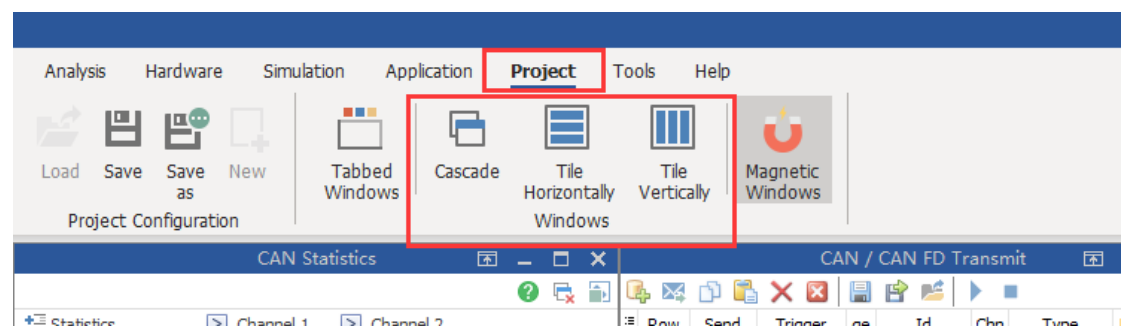 Analysis Hardware Simulation Application Project Tools Help
Load Save Save as New Tabbed Windows Cascade Tile Horizontally Tile Vertically Magnetic Windows
Project Configuration Windows
CAN Statistics CAN / CAN FD Transmit
Statistics Channel 1 Channel 2 Row Send Trigger ge Id Chn Type